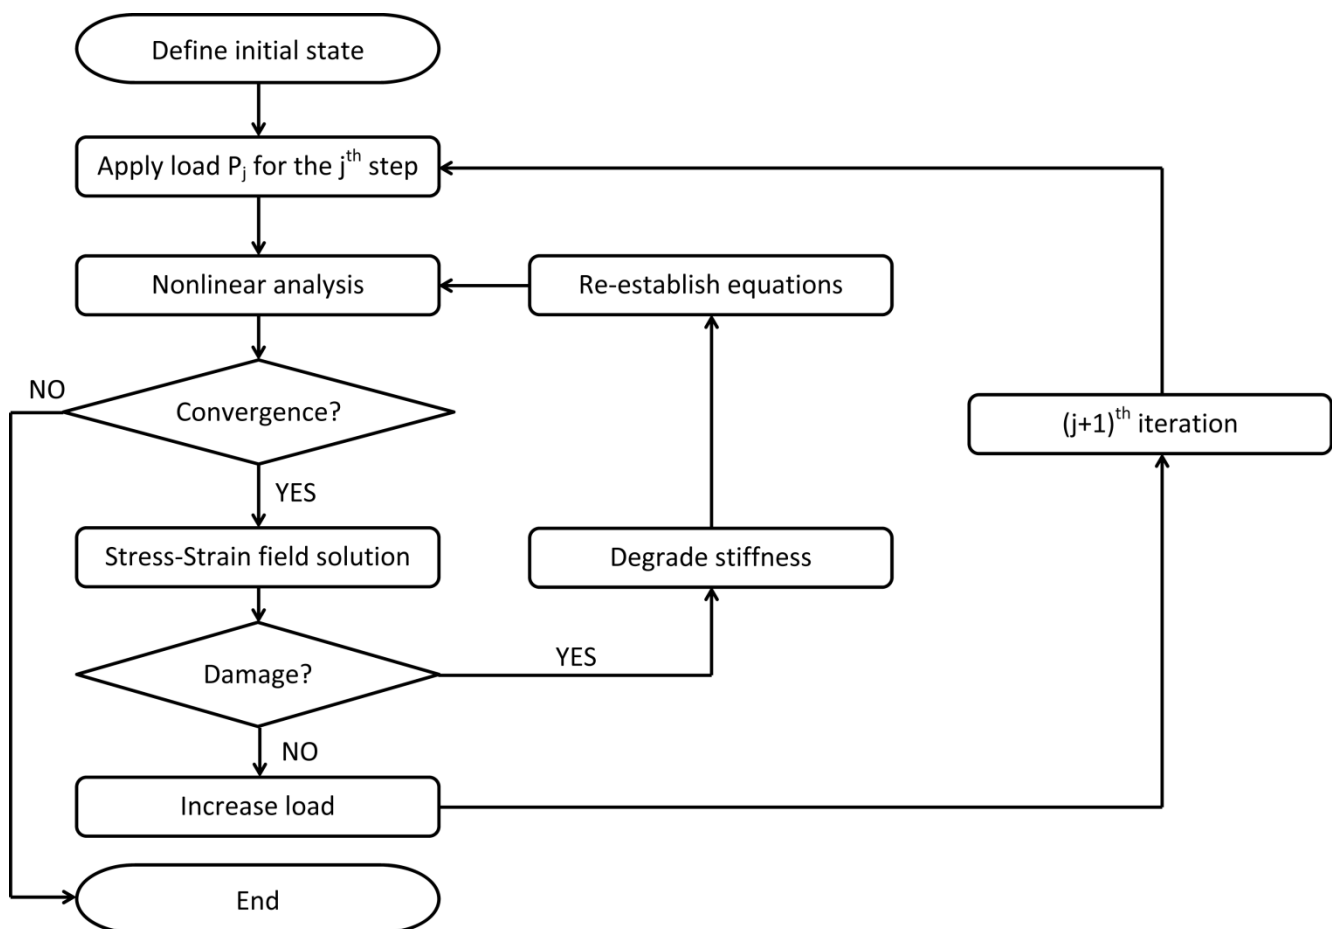 Define initial state
Apply load Pj for the jth step
Nonlinear analysis
Re-establish equations
NO
Convergence?
(j+1)th iteration
YES
Stress-Strain field solution
Degrade stiffness
Damage?
YES
NO
Increase load
End